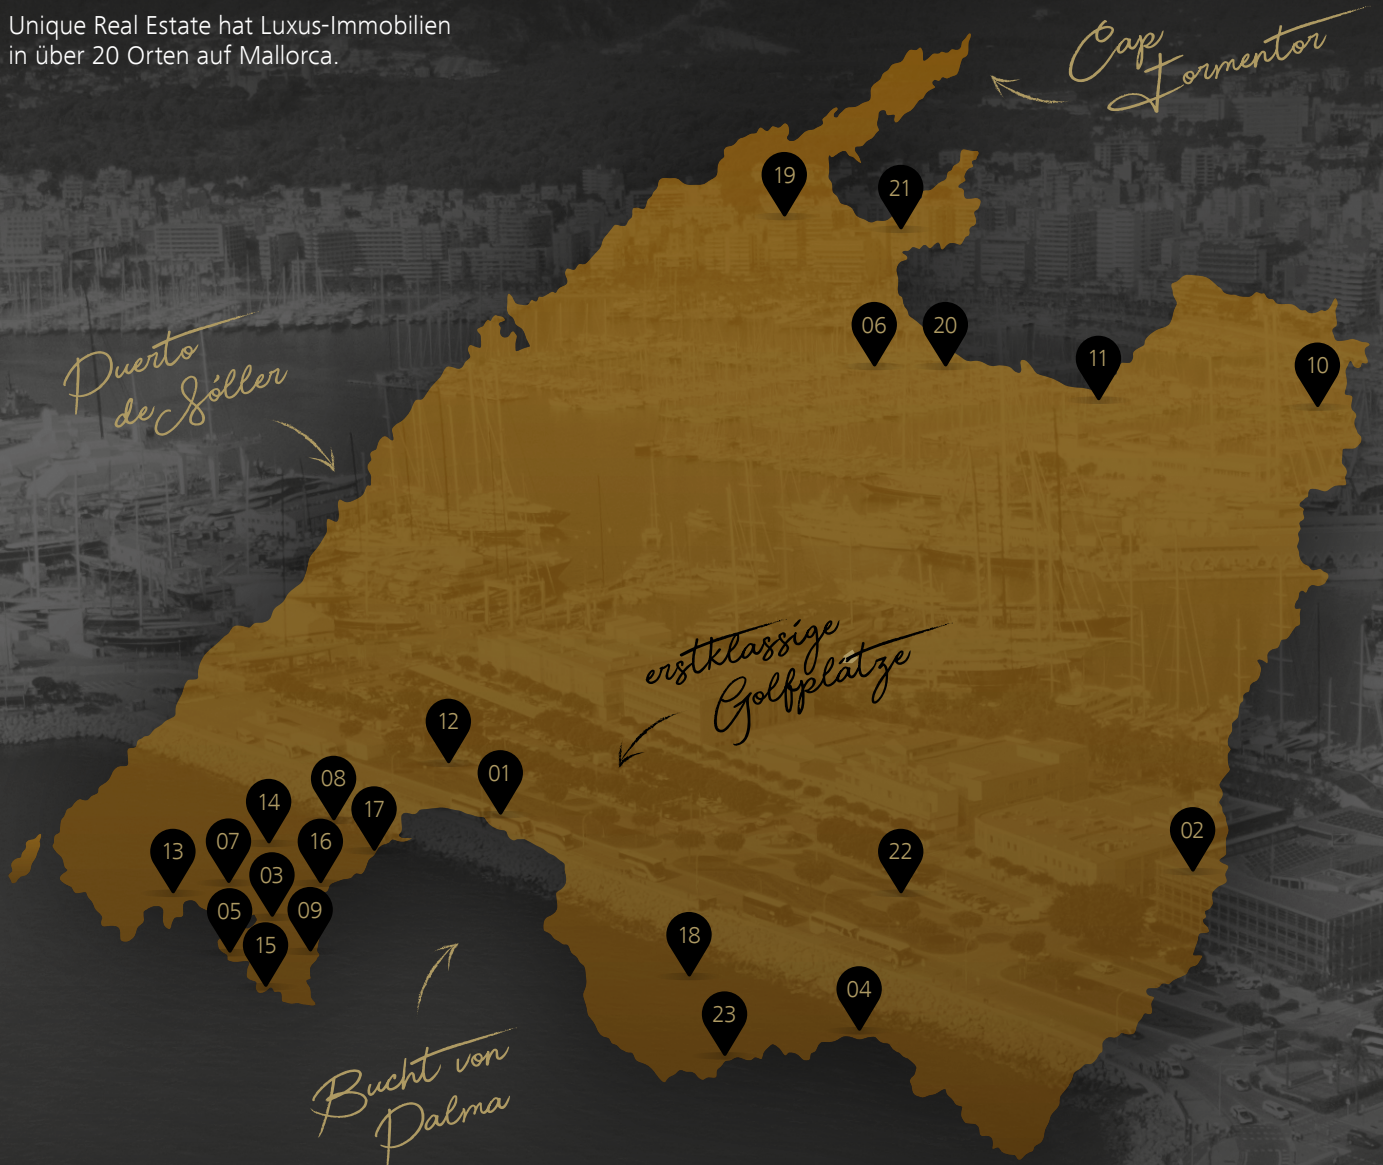 Unique Real Estate hat Luxus-Immobilien
in über 20 Orten auf Mallorca.
Cap
Formentor
19
21
06
20
11
10
Puerto
de Sóller
erstklassige
Golfplätze
12
01
08
14
17
07
16
13
03
05
09
15
02
22
18
04
23
Bucht von
Palma